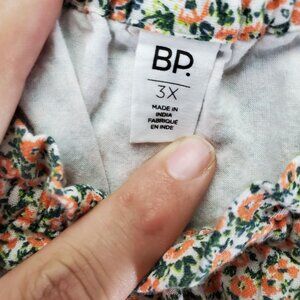 BP.
3X
MADE IN
INDIA
FABRIQUÉ
EN INDE